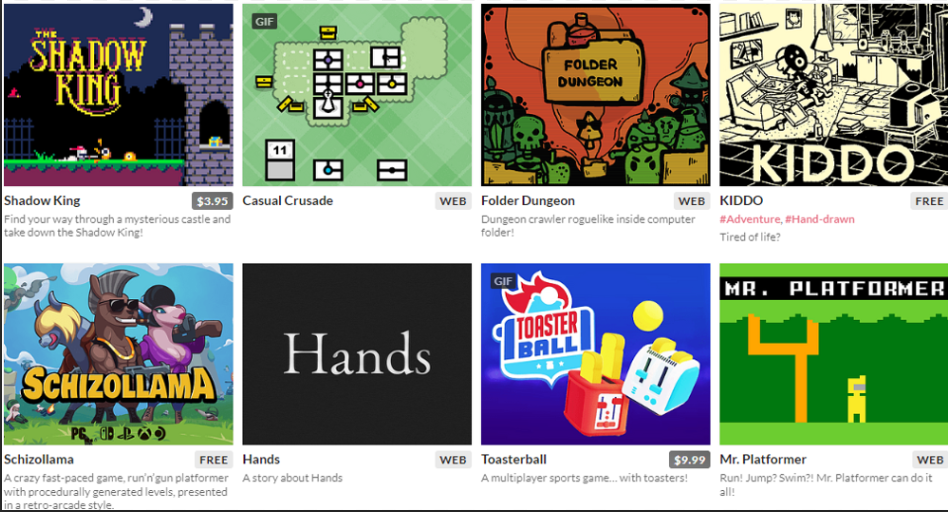 THE
SHADOW
KING
Shadow King
$3.95
Find your way through a mysterious castle and
take down the Shadow King!
GIF
11
Casual Crusade
WEB
FOLDER
DUNGEON
Folder Dungeon
WEB
Dungeon crawler roguelike inside computer
folder!
KIDDO
KIDDO
FREE
#Adventure, #Hand-drawn
Tired of life?
SCHIZOLLAMA
PC
Schizollama
FREE
A crazy fast-paced game, run'n'gun platformer
with procedurally generated levels, presented
in a retro-arcade style.
Hands
Hands
WEB
A story about Hands
GIF
TOASTER
BALL
Toasterball
$9.99
A multiplayer sports game... with toasters!
MR. PLATFORMER
Mr. Platformer
WEB
Run! Jump? Swim?! Mr. Platformer can do it
all!